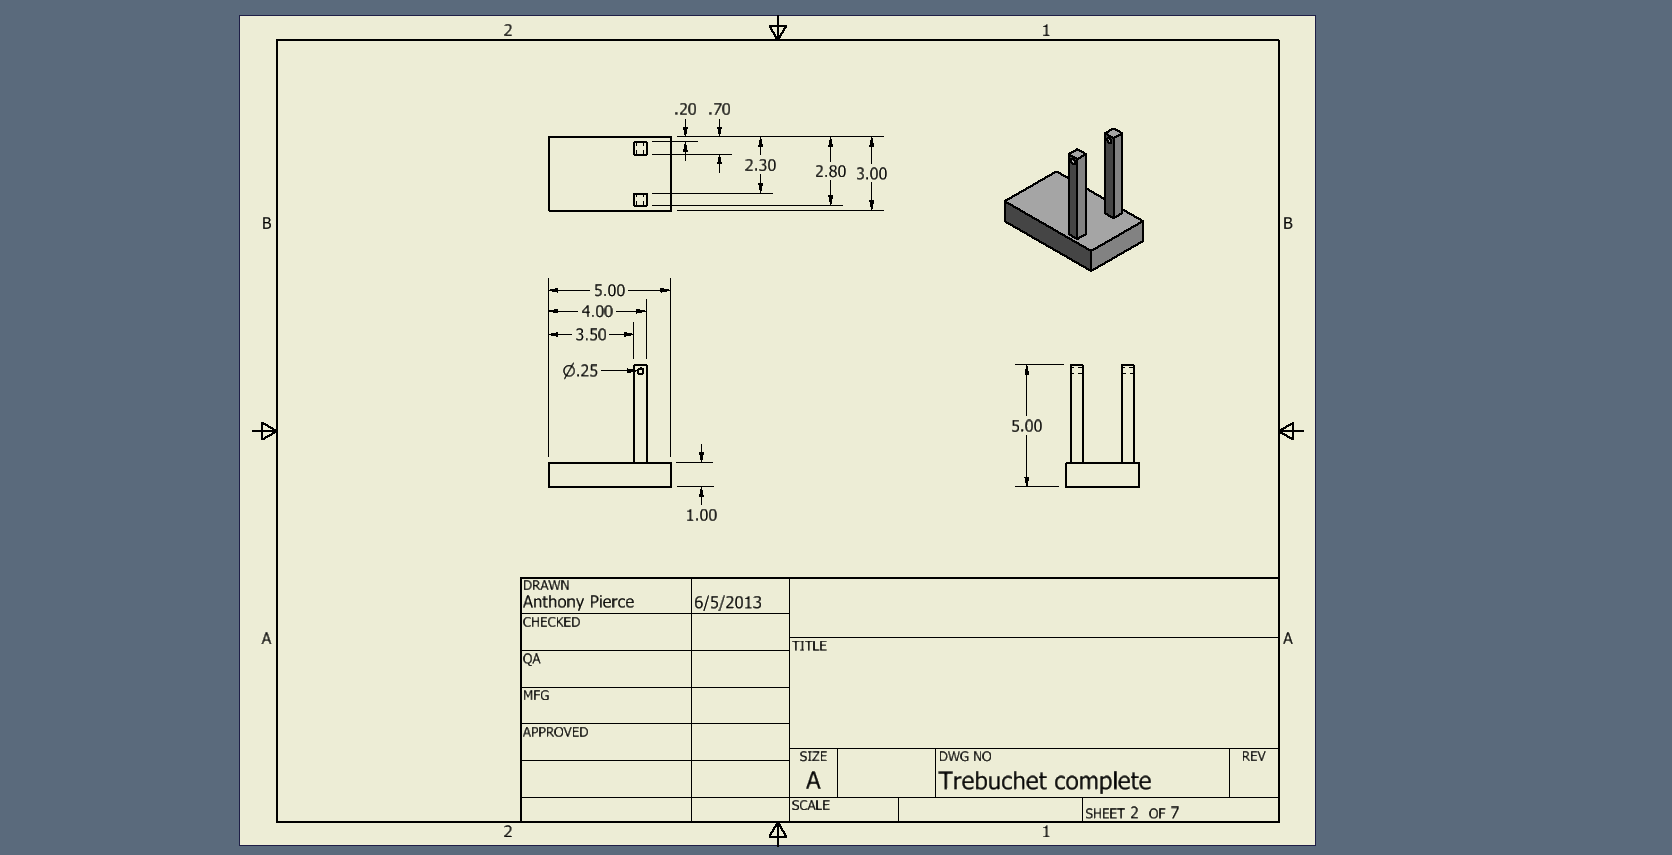 2 1
.20 .70
2.30 2.80 3.00
B B
5.00
4.00
3.50
Ø.25
5.00
1.00
DRAWN
Anthony Pierce 6/5/2013
CHECKED
A A
TITLE
QA
MFG
APPROVED
SIZE DWG NO REV
A Trebuchet complete
SCALE SHEET 2 OF 7
2 1